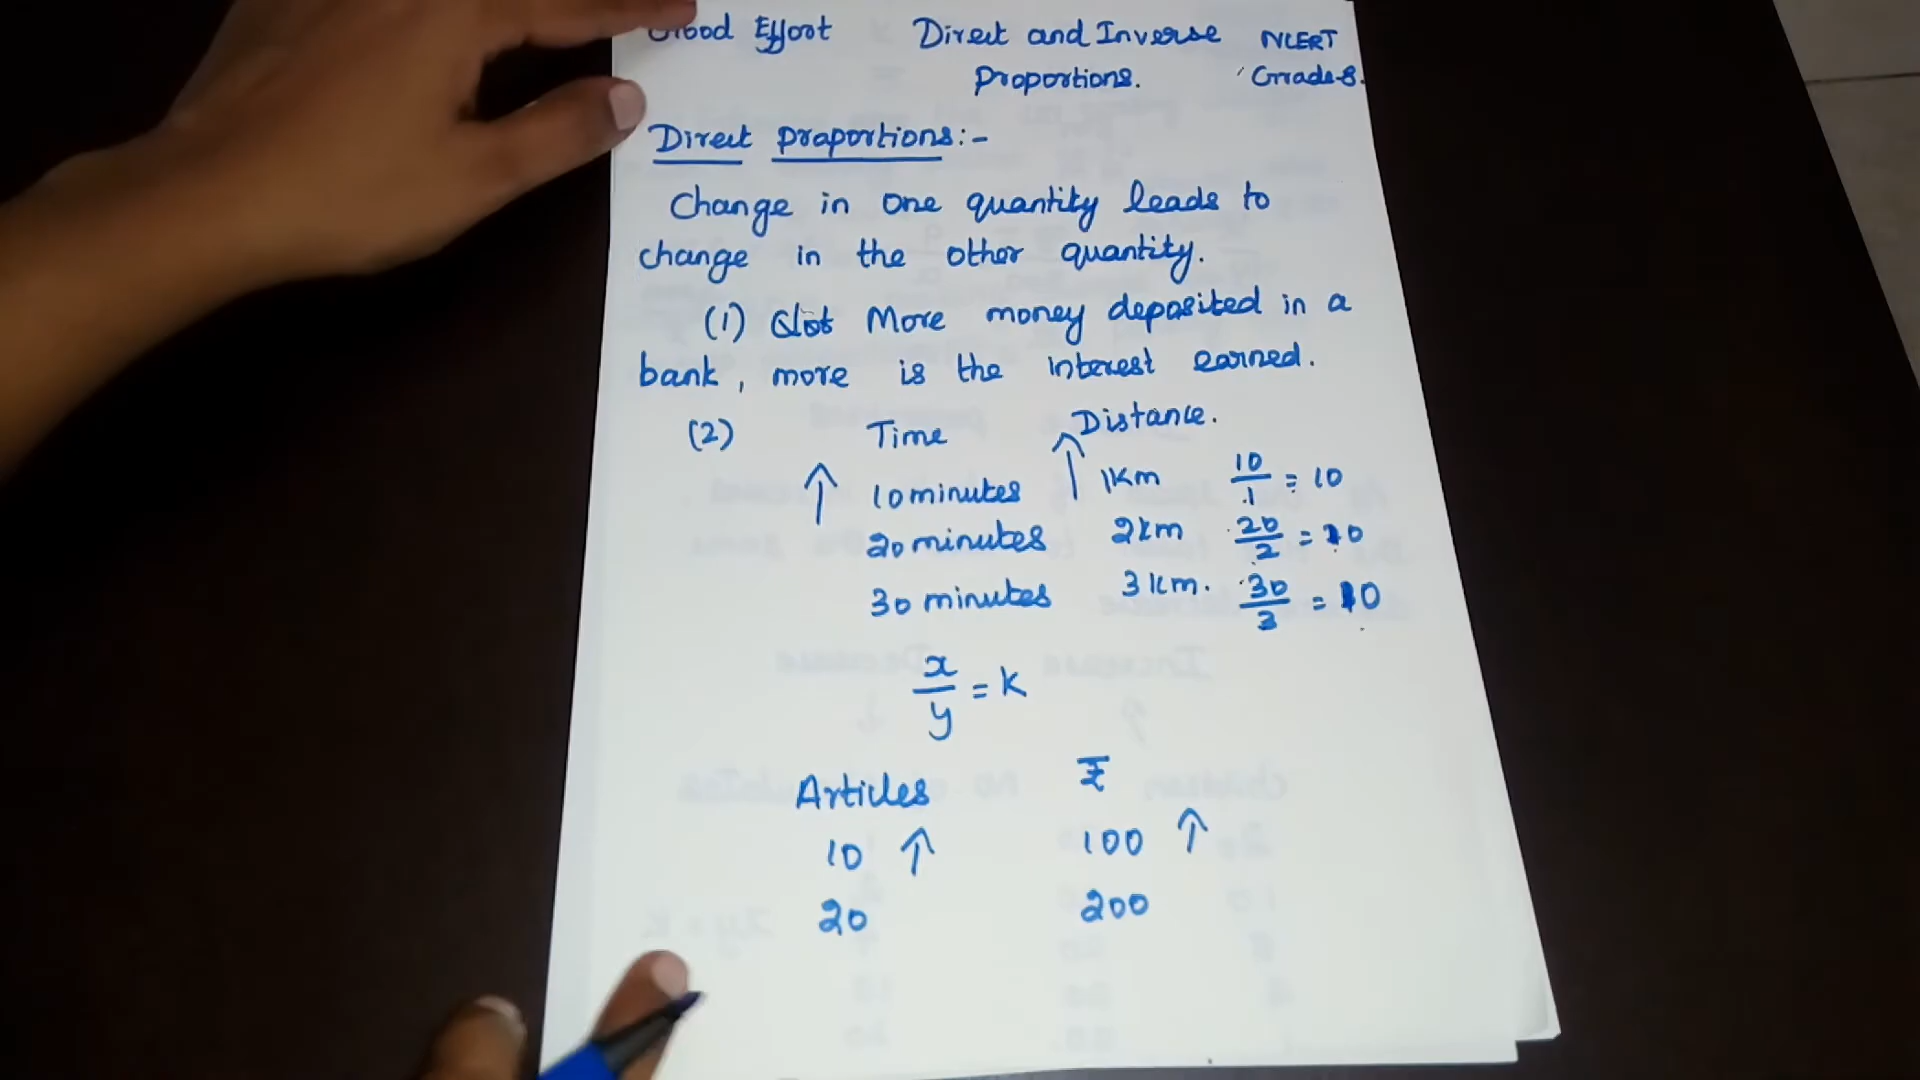 Good Effort Direct and Inverse NCERT
Proportions. Grade-8.
Direct proportions:-
Change in one quantity leads to
change in the other quantity.
(1) More money deposited in a
bank, more is the interest earned.
(2) Time Distance.
↑ 10 minutes ↑ 1Km 10/1 = 10
20 minutes 2km 20/2 = 10
30 minutes 3km. 30/3 = 10
x/y = K
Articles ₹
10 ↑ 100 ↑
20 200